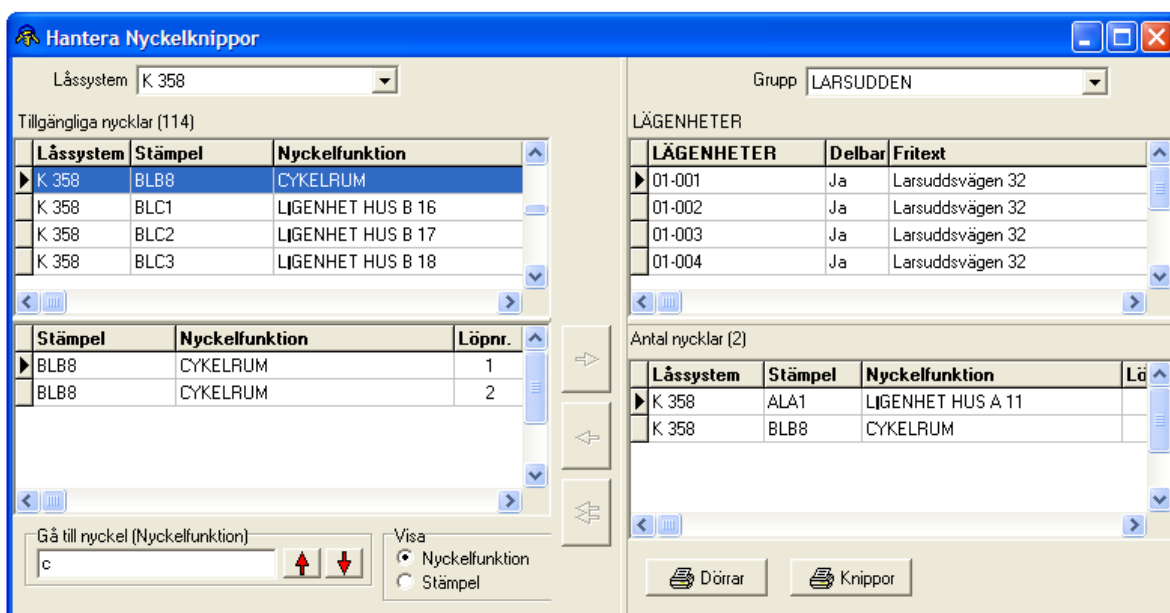 Hantera Nyckelknippor
Låssystem K 358
Tillgängliga nycklar (114)
Låssystem Stämpel Nyckelfunktion
K 358 BLB8 CYKELRUM
K 358 BLC1 LIGENHET HUS B 16
K 358 BLC2 LIGENHET HUS B 17
K 358 BLC3 LIGENHET HUS B 18
Stämpel Nyckelfunktion Löpnr.
BLB8 CYKELRUM 1
BLB8 CYKELRUM 2
Gå till nyckel (Nyckelfunktion)
c
Visa
Nyckelfunktion
Stämpel
Grupp LARSUDDEN
LÄGENHETER
LÄGENHETER Delbar Fritext
01-001 Ja Larsuddsvägen 32
01-002 Ja Larsuddsvägen 32
01-003 Ja Larsuddsvägen 32
01-004 Ja Larsuddsvägen 32
Antal nycklar (2)
Låssystem Stämpel Nyckelfunktion Lö
K 358 ALA1 LIGENHET HUS A 11
K 358 BLB8 CYKELRUM
Dörrar Knippor